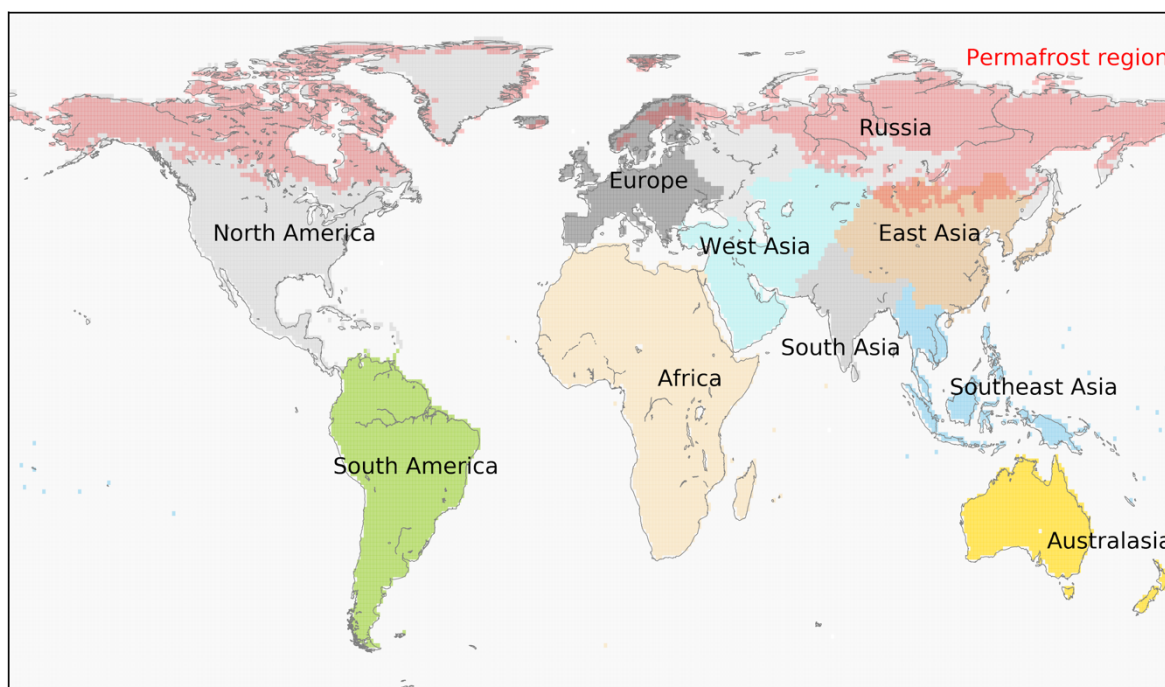 Permafrost region
Russia
Europe
North America
West Asia
East Asia
South Asia
Africa
Southeast Asia
South America
Australasia